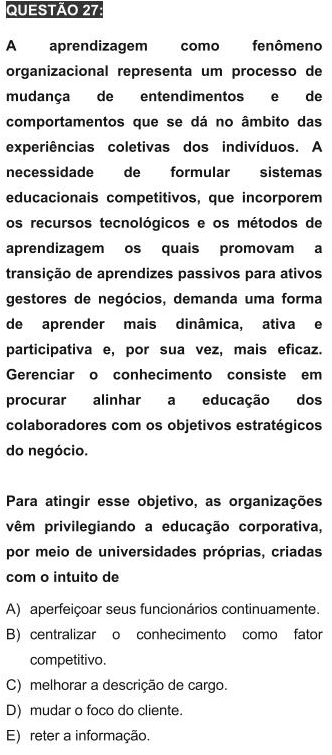 QUESTÃO 27:
A aprendizagem como fenômeno
organizacional representa um processo de
mudança de entendimentos e de
comportamentos que se dá no âmbito das
experiências coletivas dos indivíduos. A
necessidade de formular sistemas
educacionais competitivos, que incorporem
os recursos tecnológicos e os métodos de
aprendizagem os quais promovam a
transição de aprendizes passivos para ativos
gestores de negócios, demanda uma forma
de aprender mais dinâmica, ativa e
participativa e, por sua vez, mais eficaz.
Gerenciar o conhecimento consiste em
procurar alinhar a educação dos
colaboradores com os objetivos estratégicos
do negócio.
Para atingir esse objetivo, as organizações
vêm privilegiando a educação corporativa,
por meio de universidades próprias, criadas
com o intuito de
A) aperfeiçoar seus funcionários continuamente.
B) centralizar o conhecimento como fator
competitivo.
C) melhorar a descrição de cargo.
D) mudar o foco do cliente.
E) reter a informação.